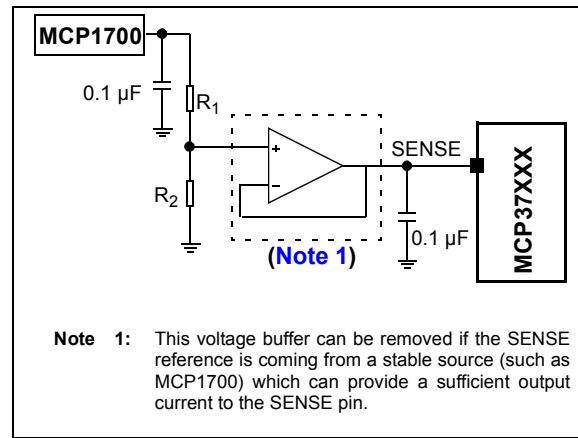 MCP1700
0.1 µF
R1
R2
+
–
SENSE
0.1 µF
MCP37XXX
(Note 1)
Note 1: This voltage buffer can be removed if the SENSE
reference is coming from a stable source (such as
MCP1700) which can provide a sufficient output
current to the SENSE pin.